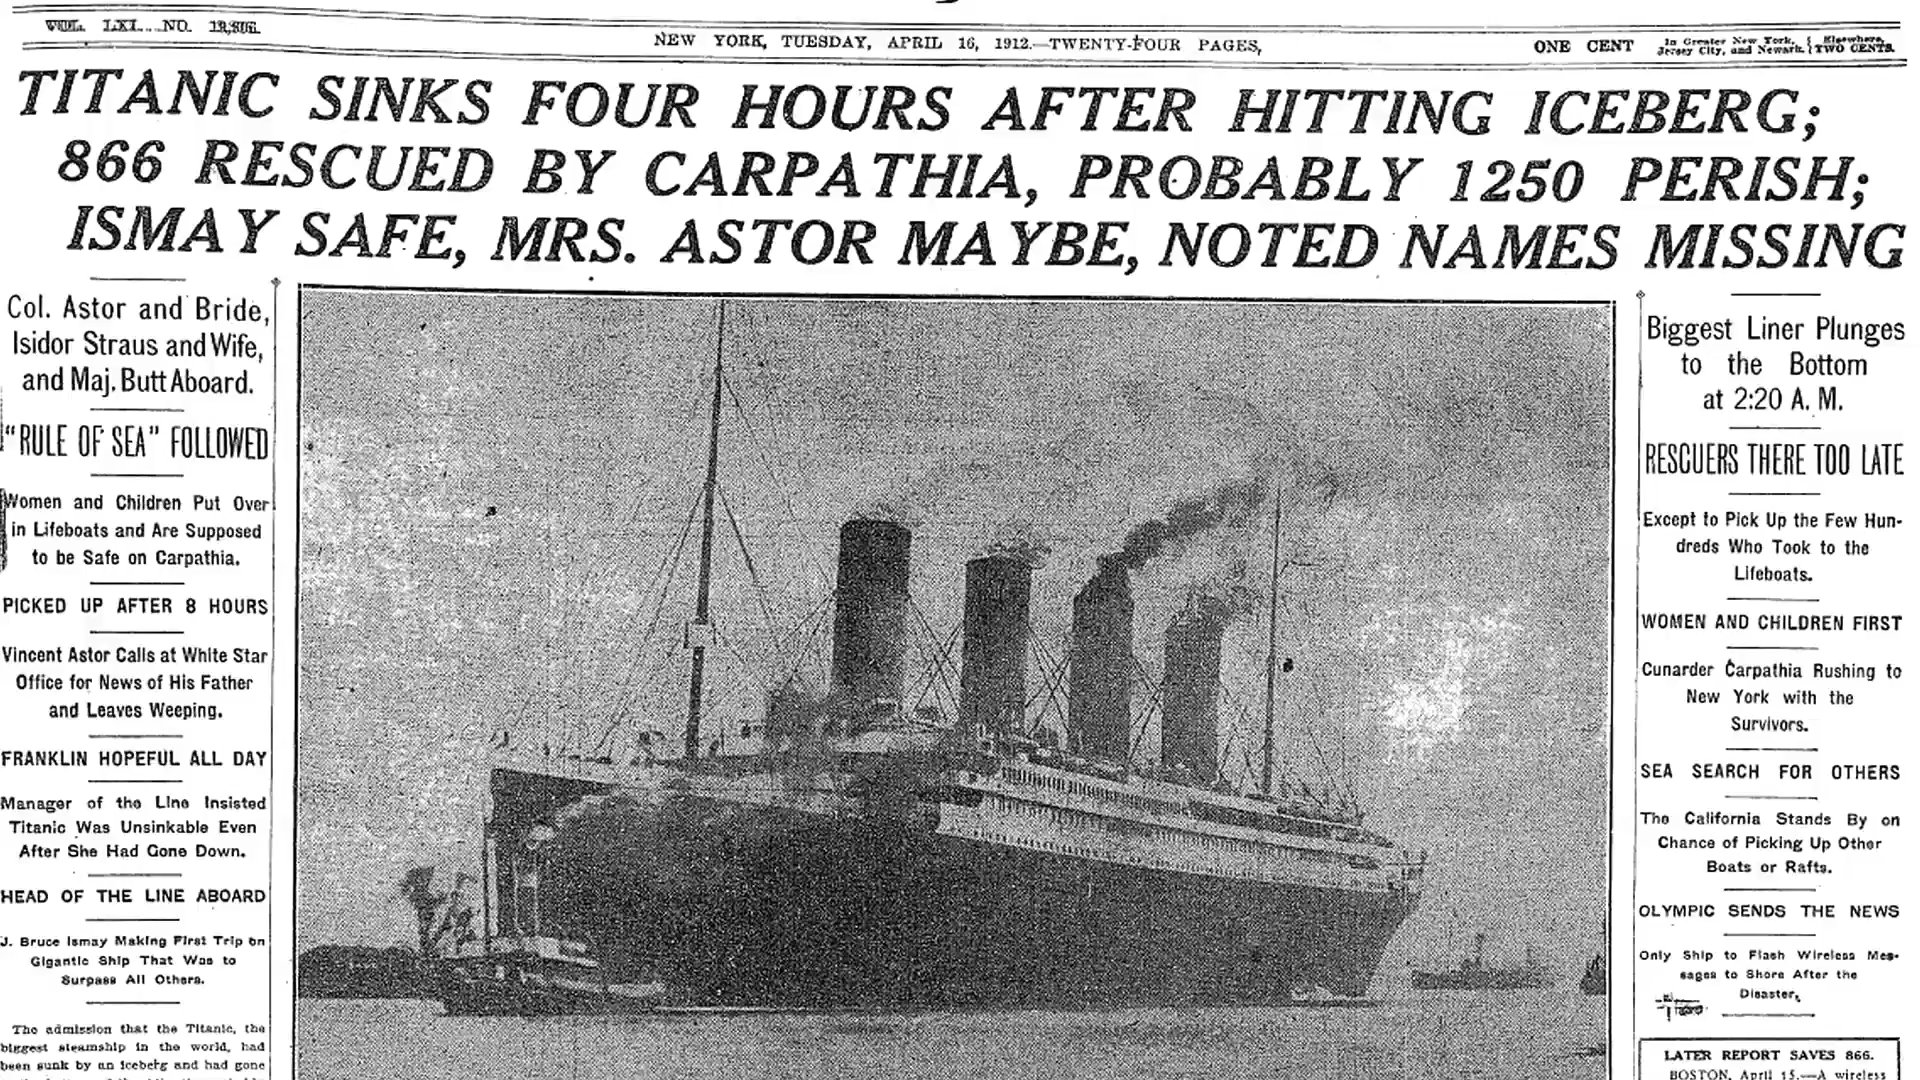 NEW YORK, TUESDAY, APRIL 16, 1912.—TWENTY-FOUR PAGES,
ONE CENT
In Greater New York, Jersey City, and Newark.
Elsewhere, TWO CENTS.
TITANIC SINKS FOUR HOURS AFTER HITTING ICEBERG;
866 RESCUED BY CARPATHIA, PROBABLY 1250 PERISH;
ISMAY SAFE, MRS. ASTOR MAYBE, NOTED NAMES MISSING
Col. Astor and Bride,
Isidor Straus and Wife,
and Maj. Butt Aboard.
"RULE OF SEA" FOLLOWED
Women and Children Put Over
in Lifeboats and Are Supposed
to be Safe on Carpathia.
PICKED UP AFTER 8 HOURS
Vincent Astor Calls at White Star
Office for News of His Father
and Leaves Weeping.
FRANKLIN HOPEFUL ALL DAY
Manager of the Line Insisted
Titanic Was Unsinkable Even
After She Had Gone Down.
HEAD OF THE LINE ABOARD
J. Bruce Ismay Making First Trip on
Gigantic Ship That Was to
Surpass All Others.
The admission that the Titanic, the
biggest steamship in the world, had
been sunk by an iceberg and had gone
Biggest Liner Plunges
to the Bottom
at 2:20 A. M.
RESCUERS THERE TOO LATE
Except to Pick Up the Few Hun-
dreds Who Took to the
Lifeboats.
WOMEN AND CHILDREN FIRST
Cunarder Carpathia Rushing to
New York with the
Survivors.
SEA SEARCH FOR OTHERS
The California Stands By on
Chance of Picking Up Other
Boats or Rafts.
OLYMPIC SENDS THE NEWS
Only Ship to Flash Wireless Mes-
sages to Shore After the
Disaster.
LATER REPORT SAVES 866.
BOSTON, April 15.—A wireless